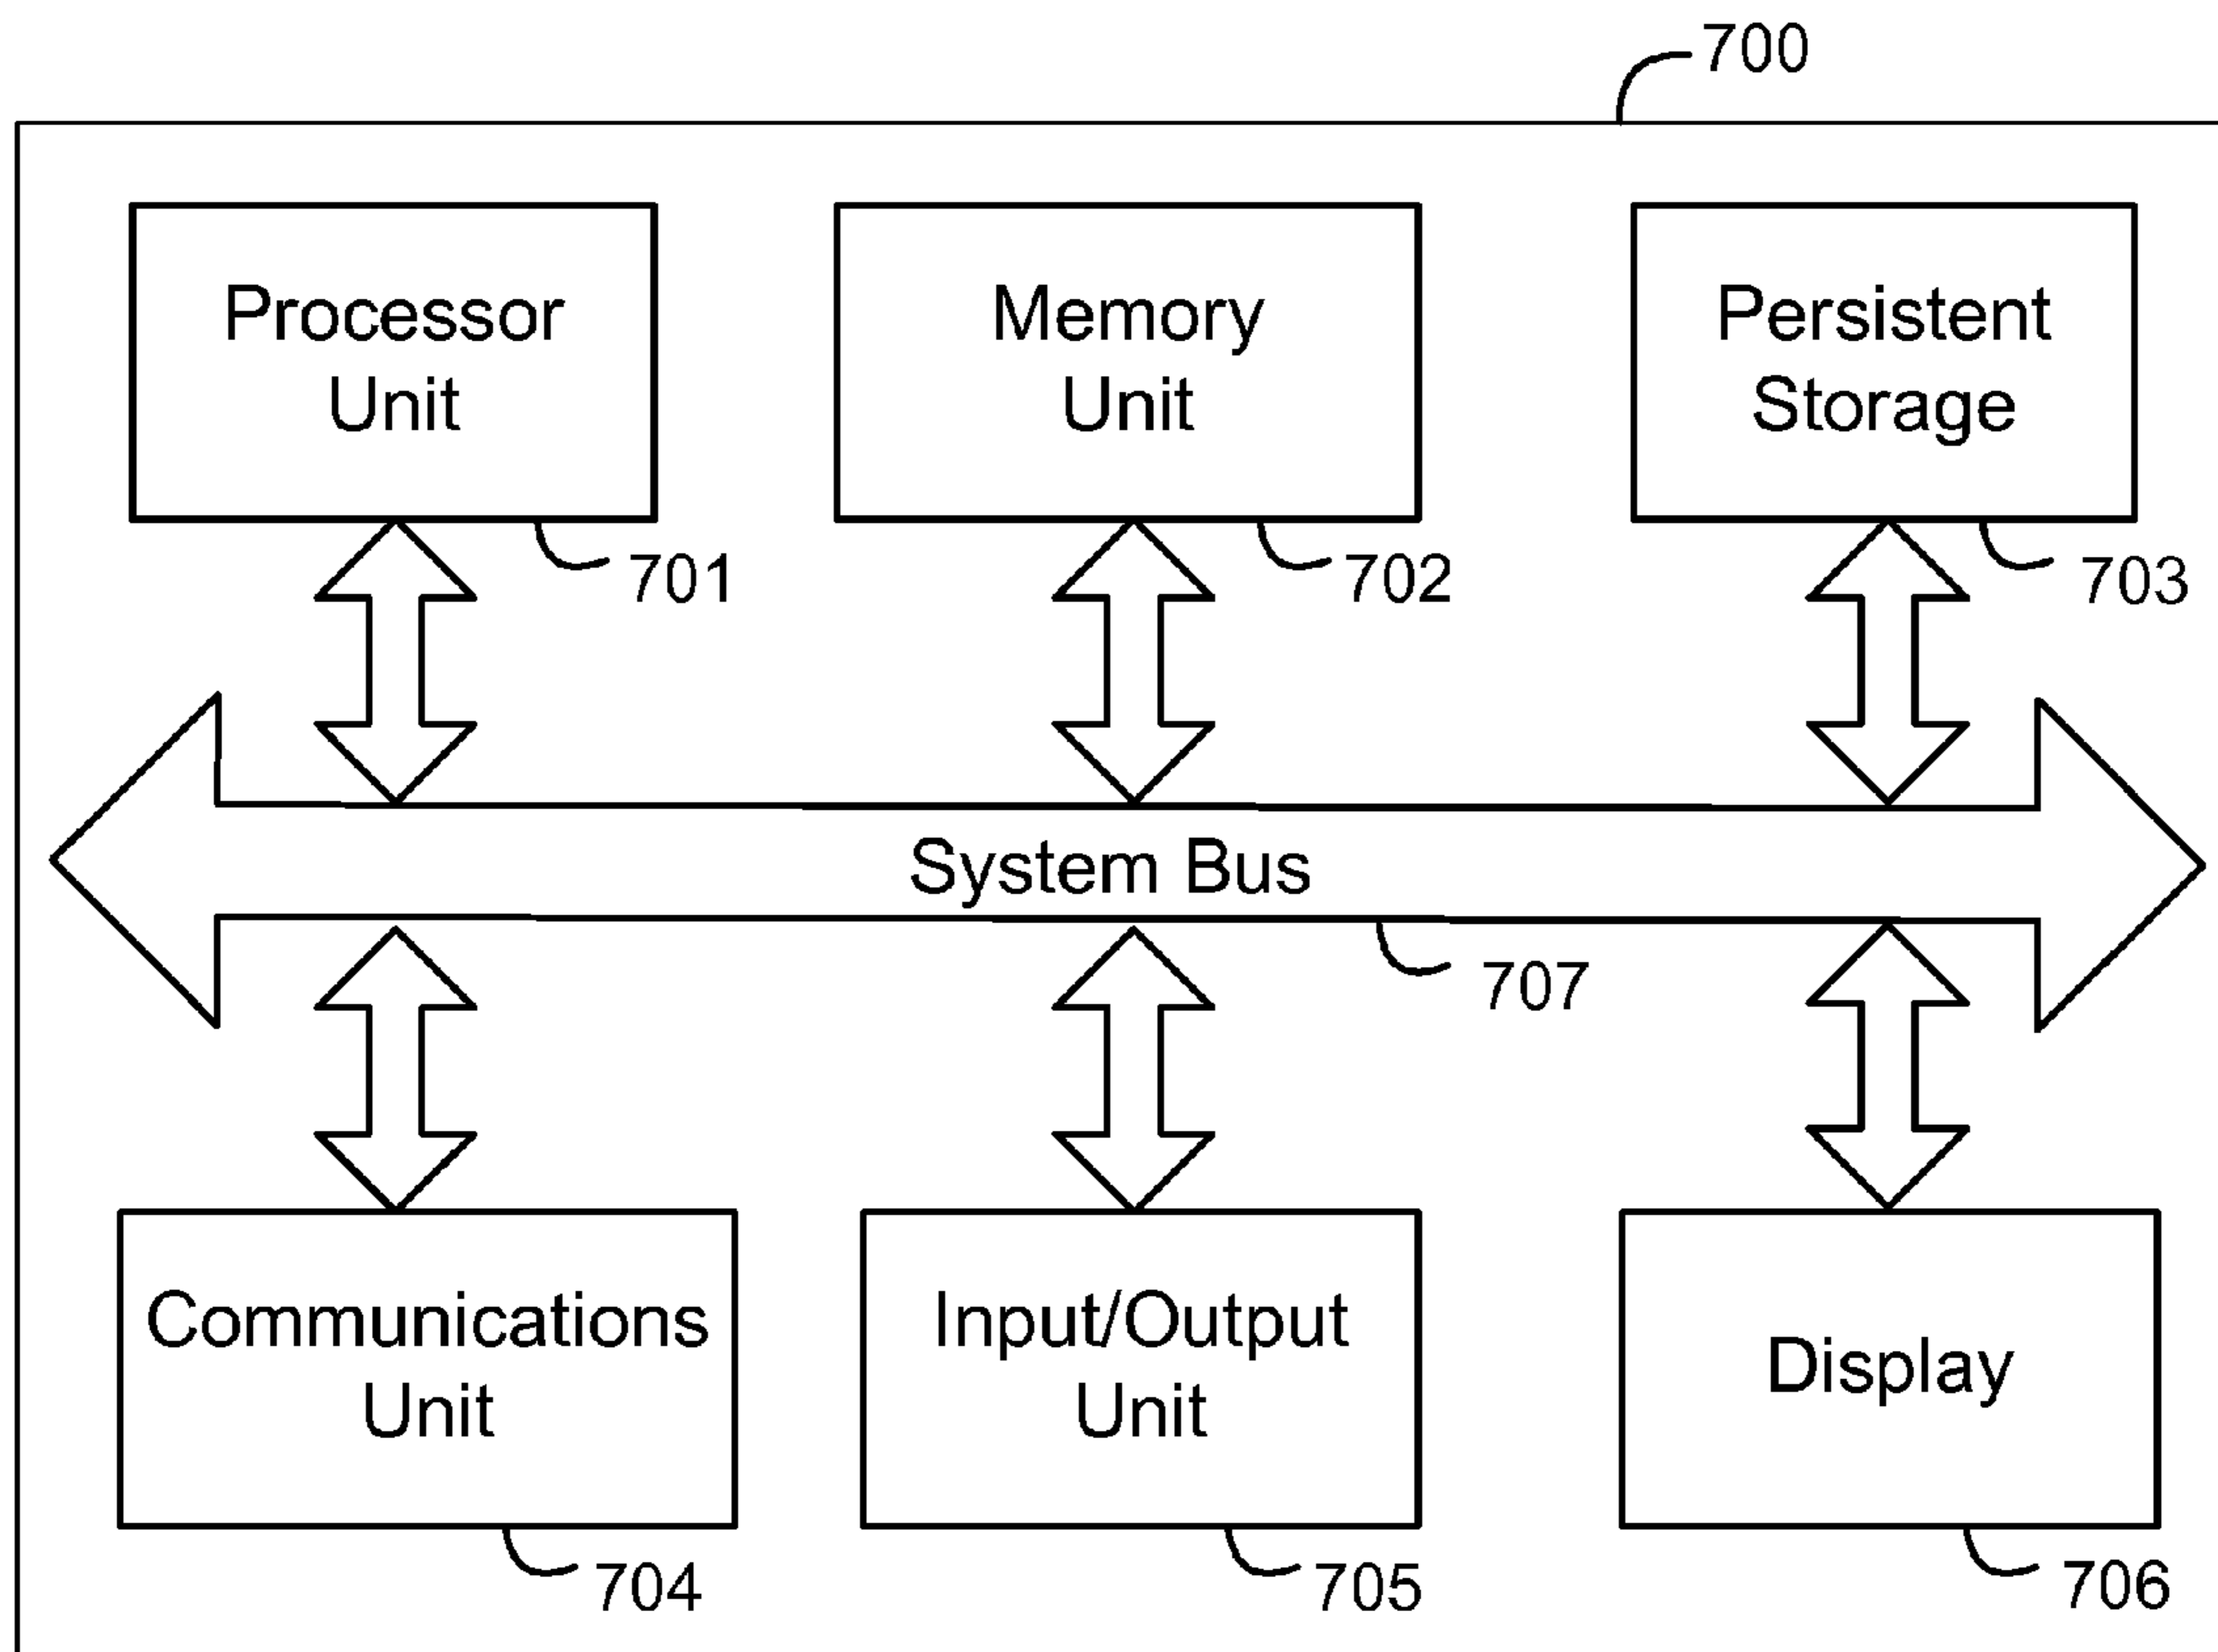 700
Processor
Unit
Memory
Unit
Persistent
Storage
701
702
703
System Bus
707
Communications
Unit
Input/Output
Unit
Display
704
705
706